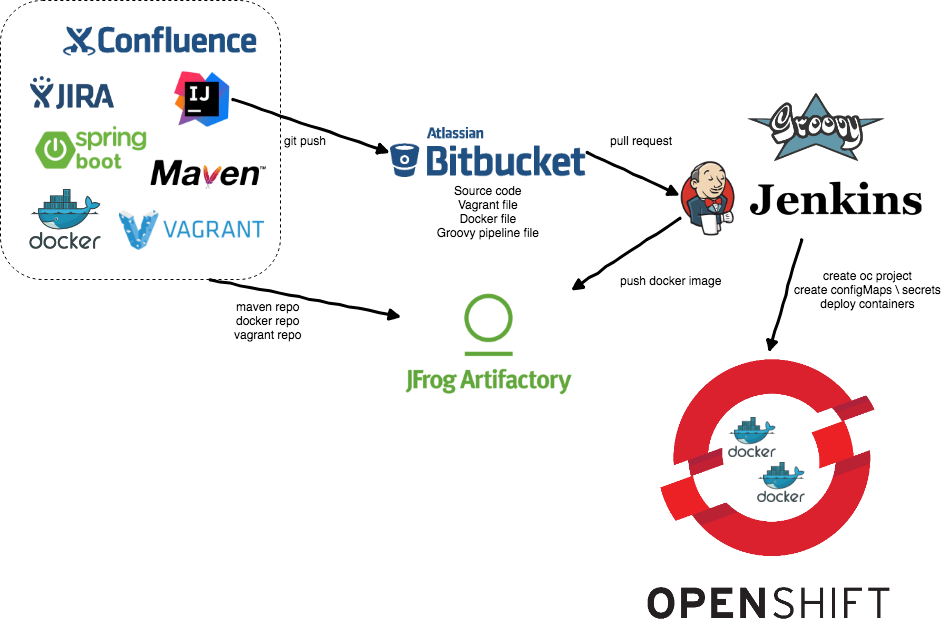 Confluence
JIRA
IJ
spring
boot
Maven™
docker
VAGRANT
git push
Atlassian
Bitbucket
Source code
Vagrant file
Docker file
Groovy pipeline file
pull request
Groovy
Jenkins
maven repo
docker repo
vagrant repo
push docker image
create oc project
create configMaps \ secrets
deploy containers
JFrog Artifactory
docker
docker
OPENSHIFT